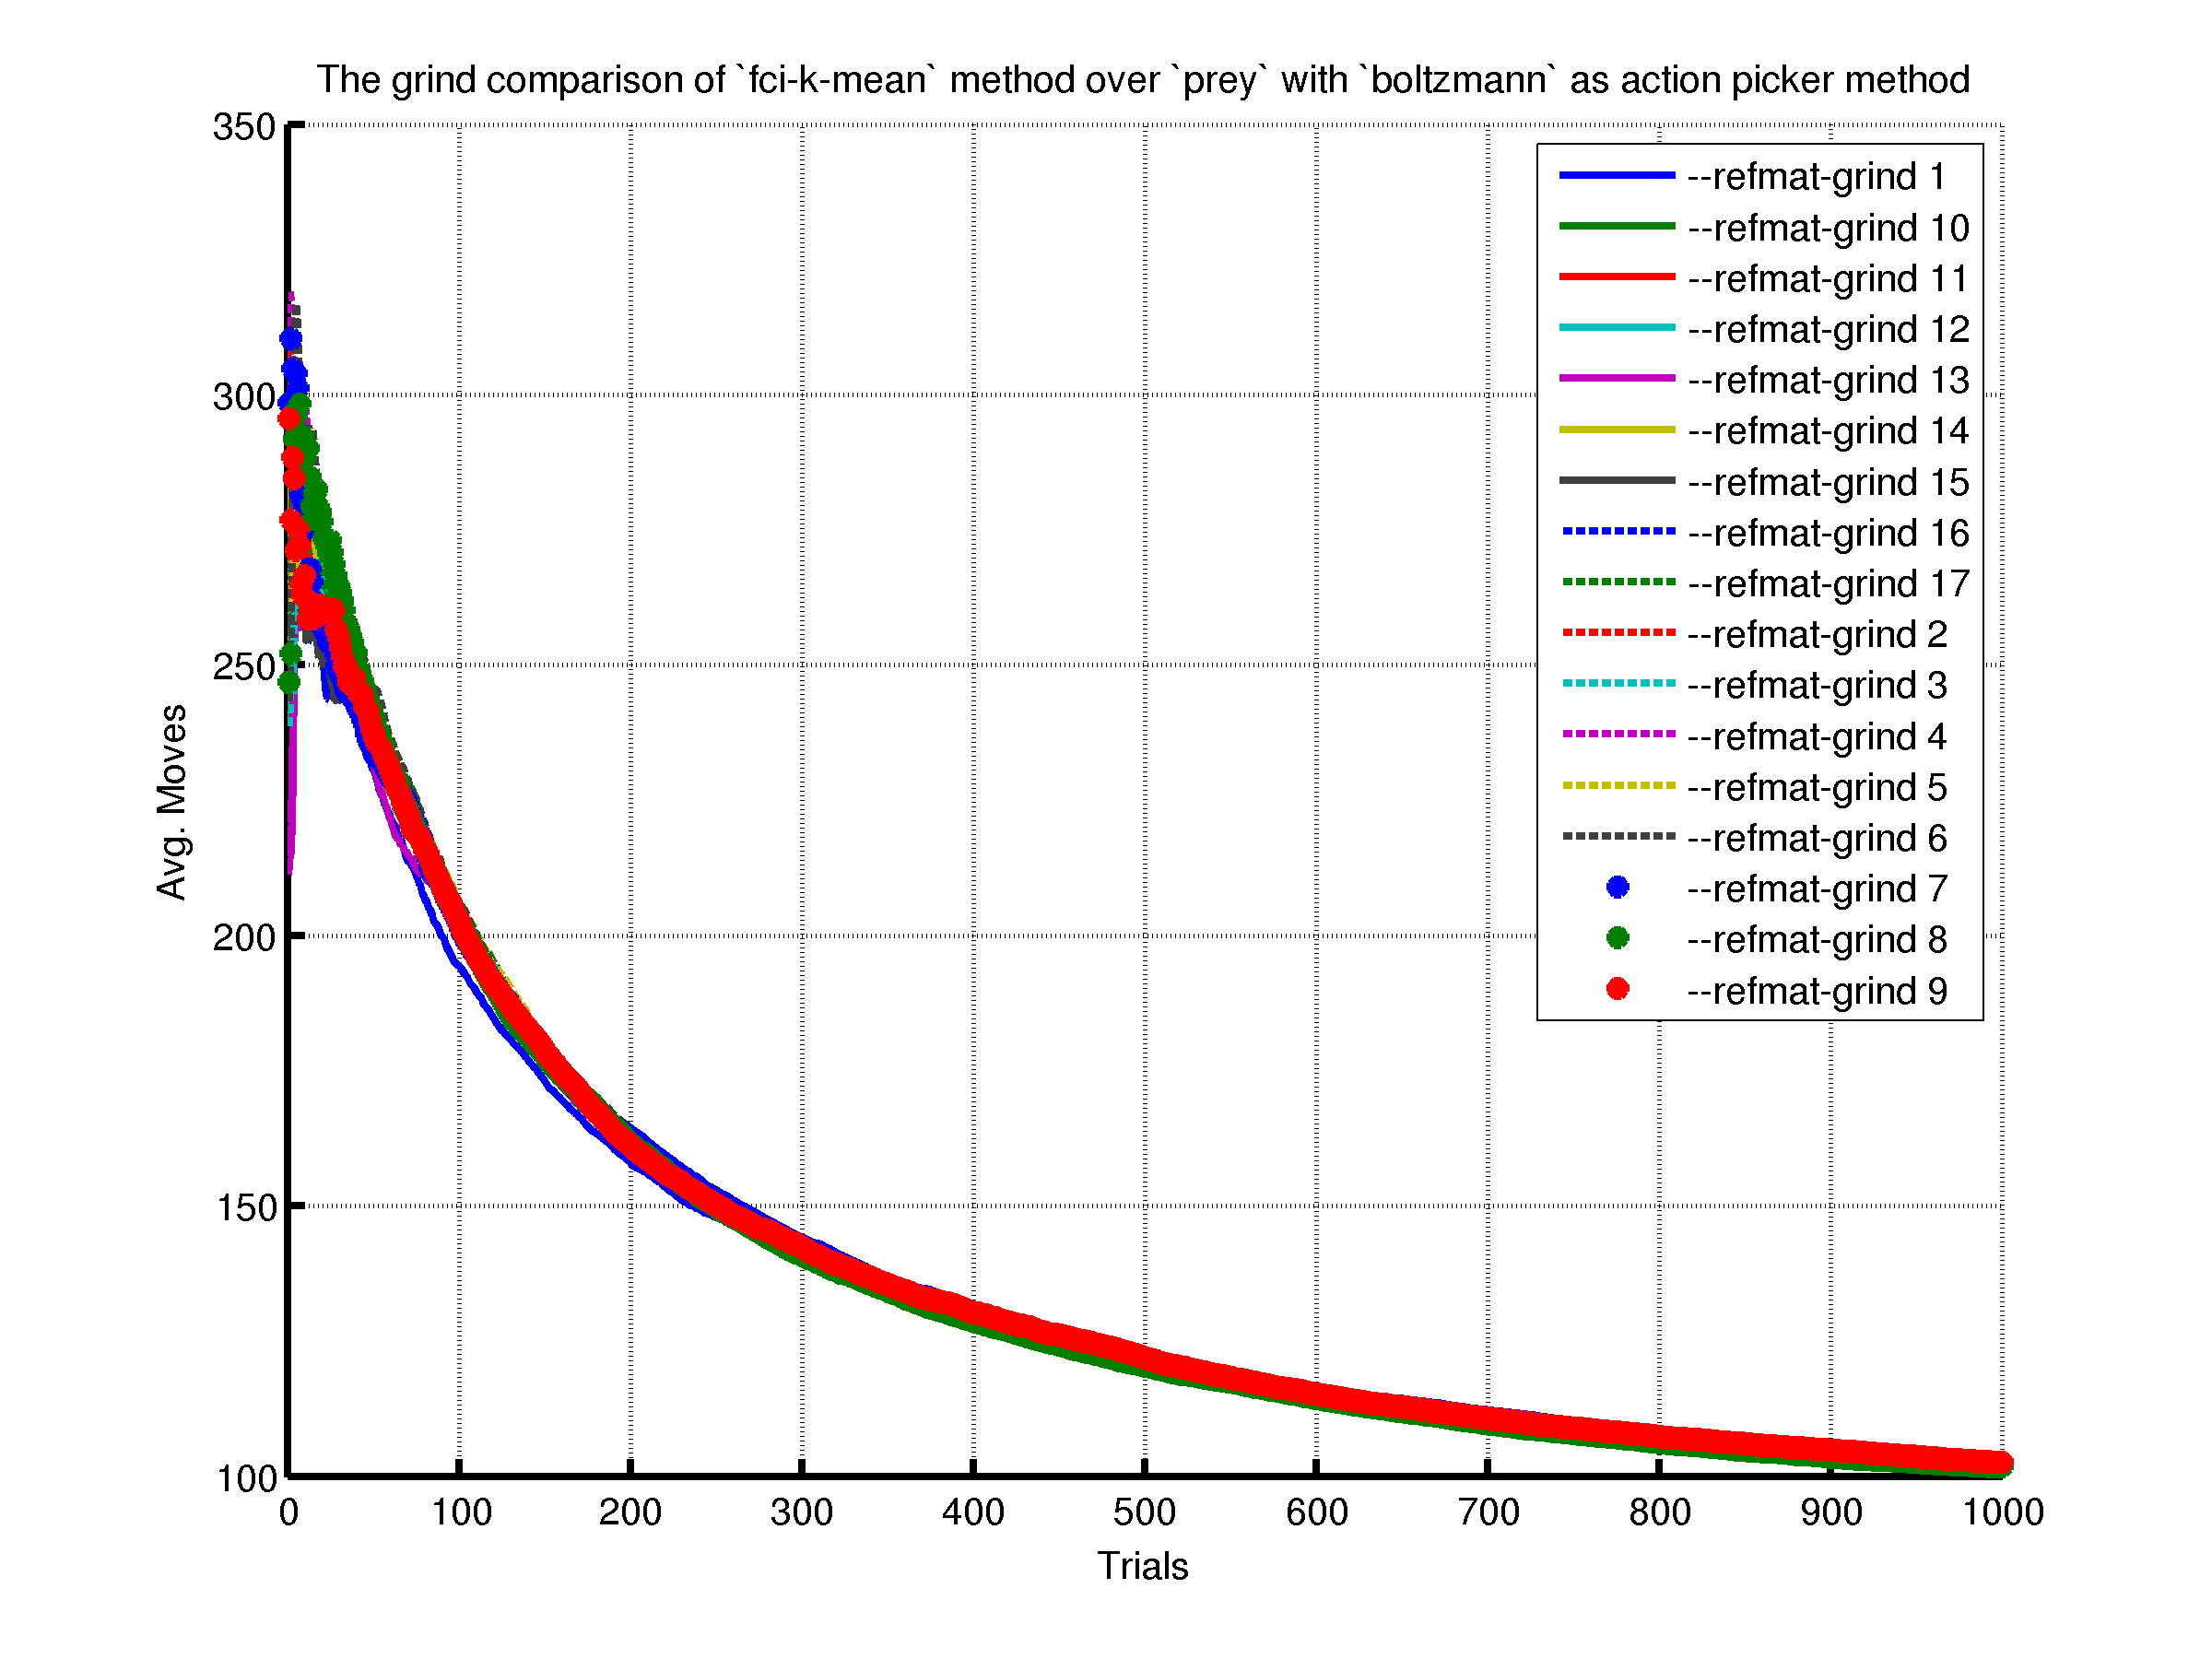 The grind comparison of `fci-k-mean` method over `prey` with `boltzmann` as action picker method
350
300
250
200
150
100
Avg. Moves
0 100 200 300 400 500 600 700 800 900 1000
Trials
--refmat-grind 1
--refmat-grind 10
--refmat-grind 11
--refmat-grind 12
--refmat-grind 13
--refmat-grind 14
--refmat-grind 15
--refmat-grind 16
--refmat-grind 17
--refmat-grind 2
--refmat-grind 3
--refmat-grind 4
--refmat-grind 5
--refmat-grind 6
--refmat-grind 7
--refmat-grind 8
--refmat-grind 9